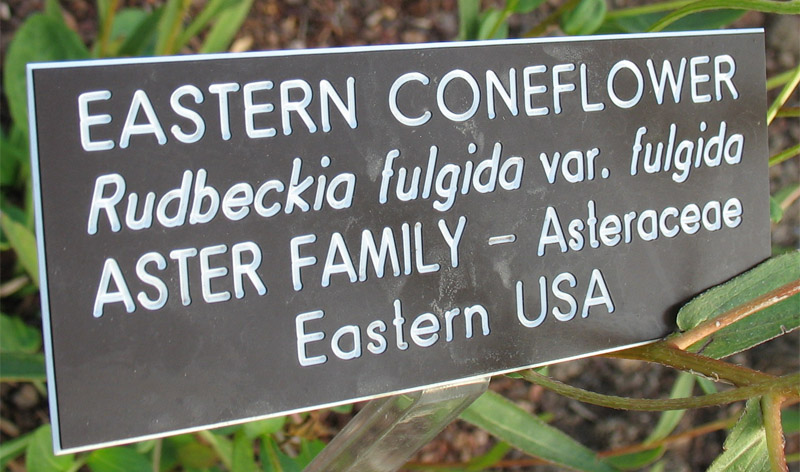 EASTERN CONEFLOWER
Rudbeckia fulgida var. fulgida
ASTER FAMILY – Asteraceae
Eastern USA